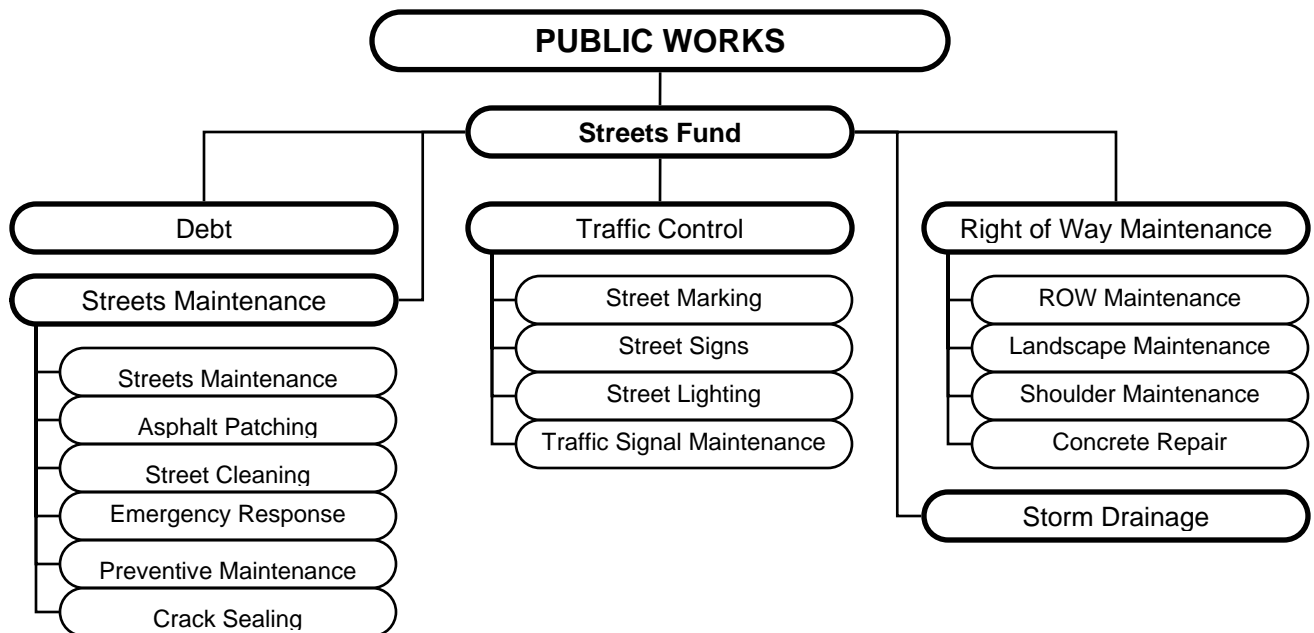 PUBLIC WORKS
Streets Fund
Debt
Streets Maintenance
Streets Maintenance
Asphalt Patching
Street Cleaning
Emergency Response
Preventive Maintenance
Crack Sealing
Traffic Control
Street Marking
Street Signs
Street Lighting
Traffic Signal Maintenance
Right of Way Maintenance
ROW Maintenance
Landscape Maintenance
Shoulder Maintenance
Concrete Repair
Storm Drainage